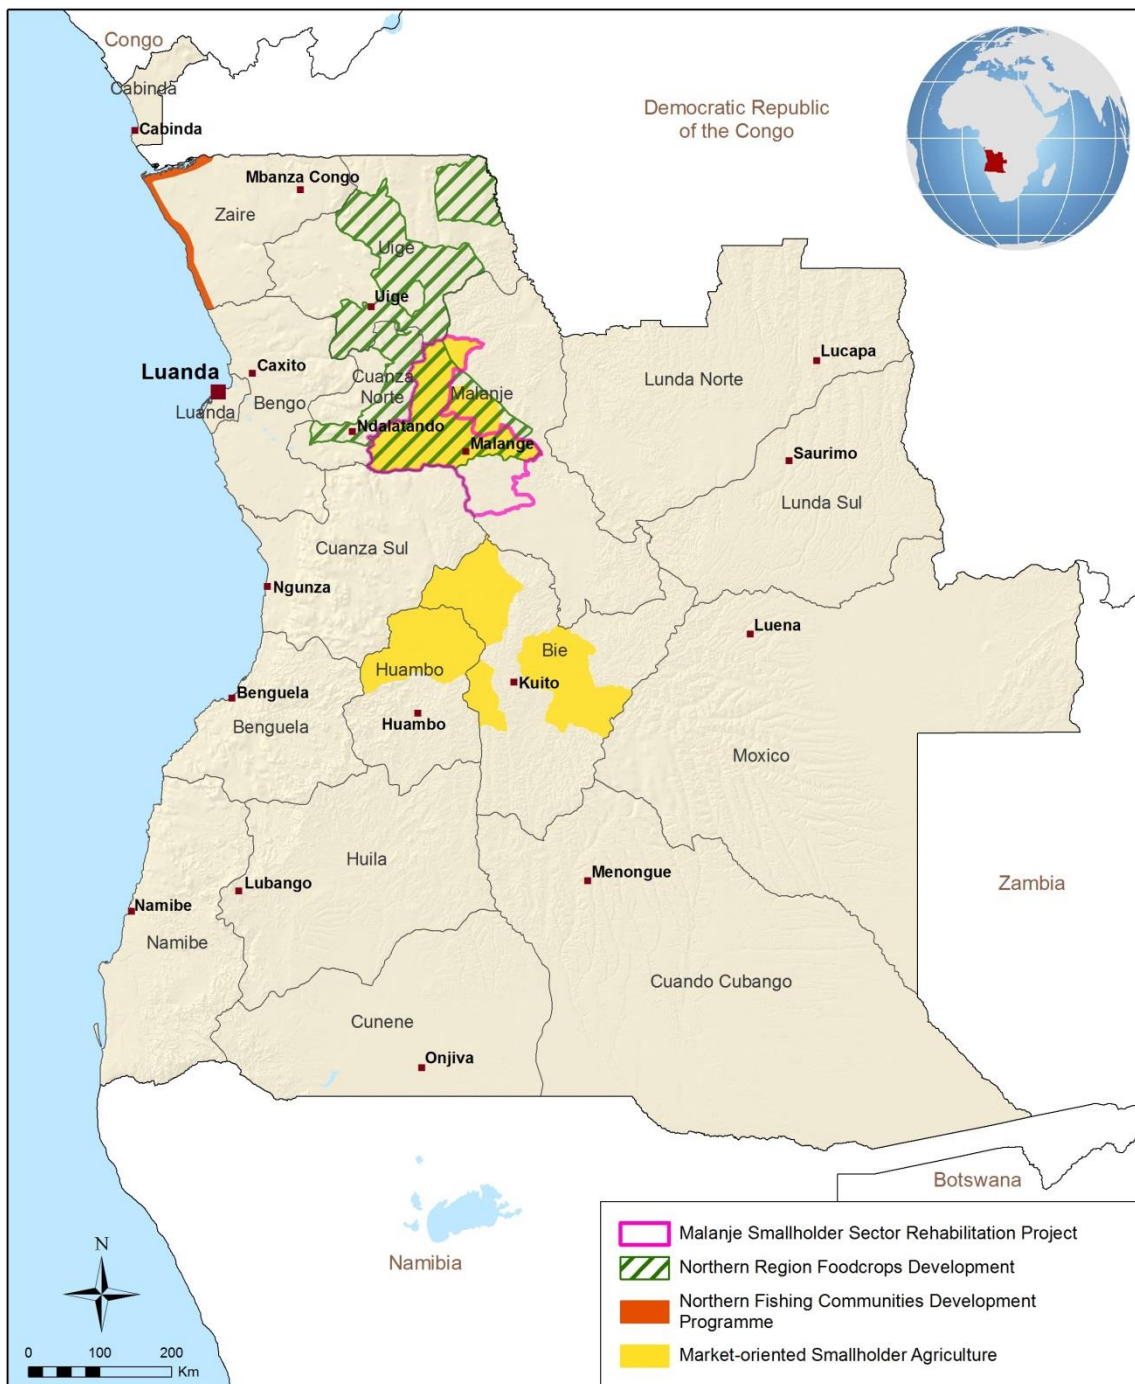 Congo
Cabinda
Cabinda
Democratic Republic
of the Congo
Mbanza Congo
Zaire
Uige
Uige
Lucapa
Luanda
Caxito
Cuanza
Norte
Malanje
Lunda Norte
Luanda
Bengo
Ndalatando
Malange
Saurimo
Lunda Sul
Cuanza Sul
Ngunza
Luena
Bie
Huambo
Kuito
Benguela
Huambo
Benguela
Moxico
Huila
Menongue
Lubango
Zambia
Namibe
Namibe
Cuando Cubango
Cunene
Onjiva
Botswana
Namibia
N
0 50 100 200
Km
Malanje Smallholder Sector Rehabilitation Project
Northern Region Foodcrops Development
Northern Fishing Communities Development
Programme
Market-oriented Smallholder Agriculture